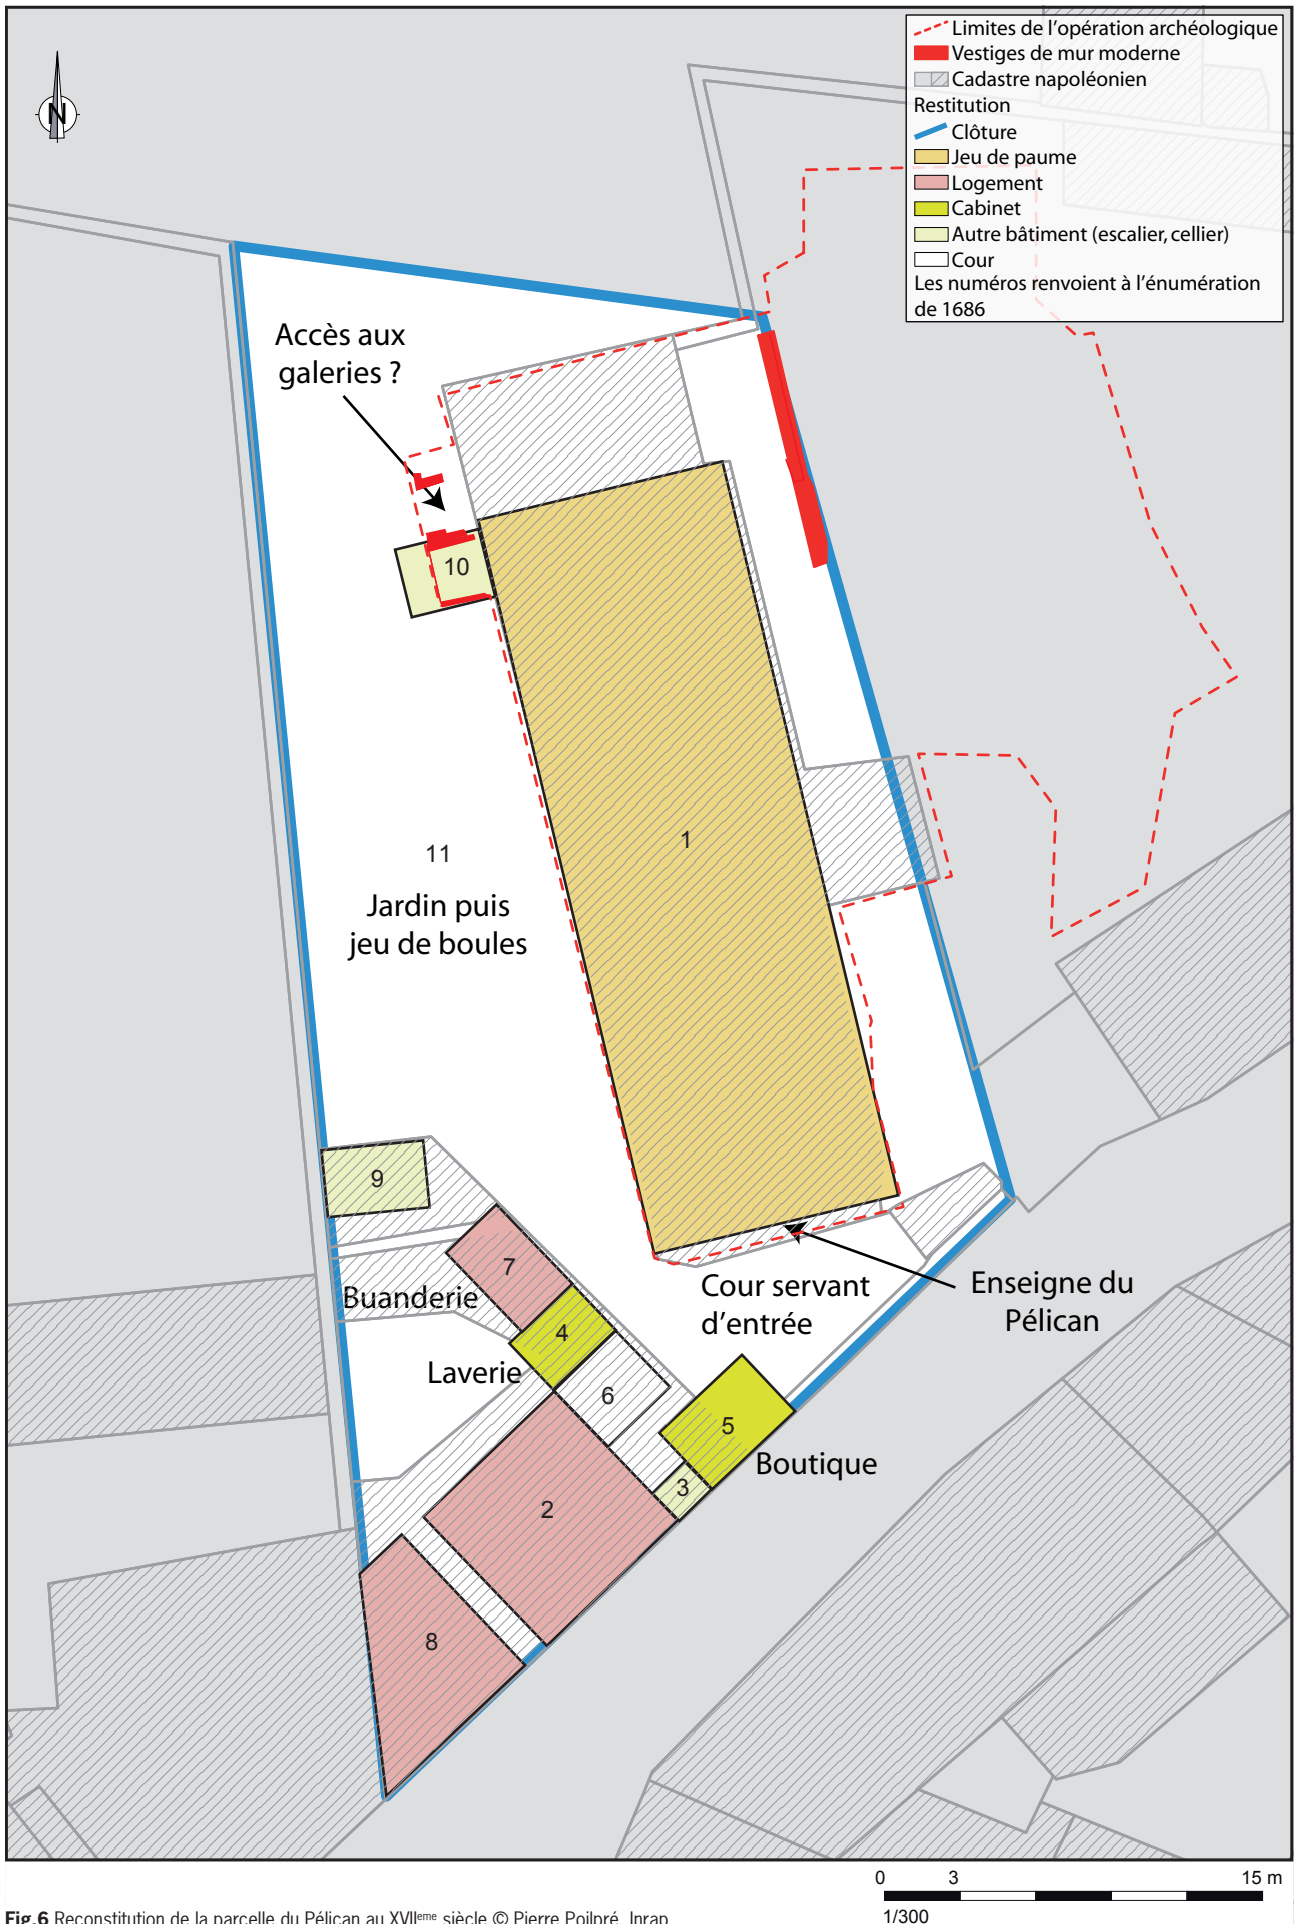 Limites de l'opération archéologique
Vestiges de mur moderne
Cadastre napoléonien
Restitution
Clôture
Jeu de paume
Logement
Cabinet
Autre bâtiment (escalier, cellier)
Cour
Les numéros renvoient à l'énumération
de 1686
N
Accès aux
galeries ?
10
1
11
Jardin puis
jeu de boules
9
7
Buanderie
4
Laverie
6
Cour servant
d'entrée
Enseigne du
Pélican
5
Boutique
3
2
8
0 3 15 m
1/300
Fig.6 Reconstitution de la parcelle du Pélican au XVIIeme siècle © Pierre Poilpré, Inrap